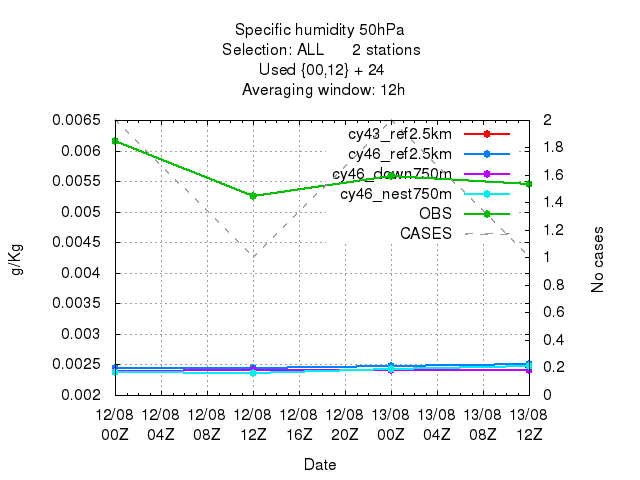 Specific humidity 50hPa
Selection: ALL 2 stations
Used {00,12} + 24
Averaging window: 12h
0.0065
0.006
0.0055
0.005
0.0045
0.004
0.0035
0.003
0.0025
0.002
g/Kg
cy43_ref2.5km
cy46_ref2.5km
cy46_down750m
cy46_nest750m
OBS
CASES
2
1.8
1.6
1.4
1.2
1
0.8
0.6
0.4
0.2
0
No cases
12/08 12/08 12/08 12/08 12/08 12/08 13/08 13/08 13/08 13/08
00Z 04Z 08Z 12Z 16Z 20Z 00Z 04Z 08Z 12Z
Date